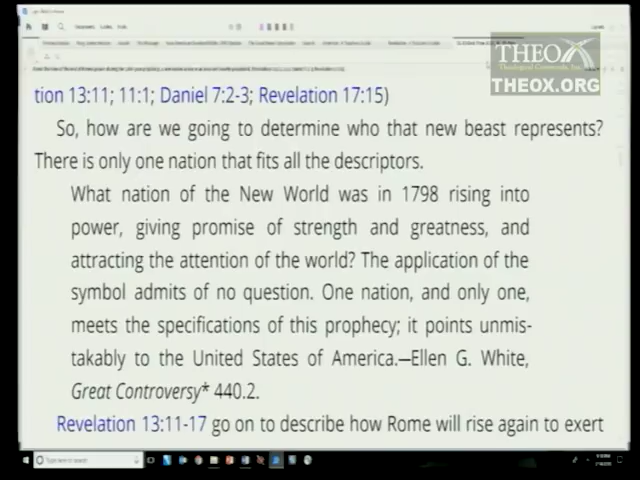 THEOX
THEOX.ORG
tion 13:11; 11:1; Daniel 7:2-3; Revelation 17:15)
So, how are we going to determine who that new beast represents?
There is only one nation that fits all the descriptors.
What nation of the New World was in 1798 rising into
power, giving promise of strength and greatness, and
attracting the attention of the world? The application of the
symbol admits of no question. One nation, and only one,
meets the specifications of this prophecy; it points unmis-
takably to the United States of America.—Ellen G. White,
Great Controversy* 440.2.
Revelation 13:11-17 go on to describe how Rome will rise again to exert